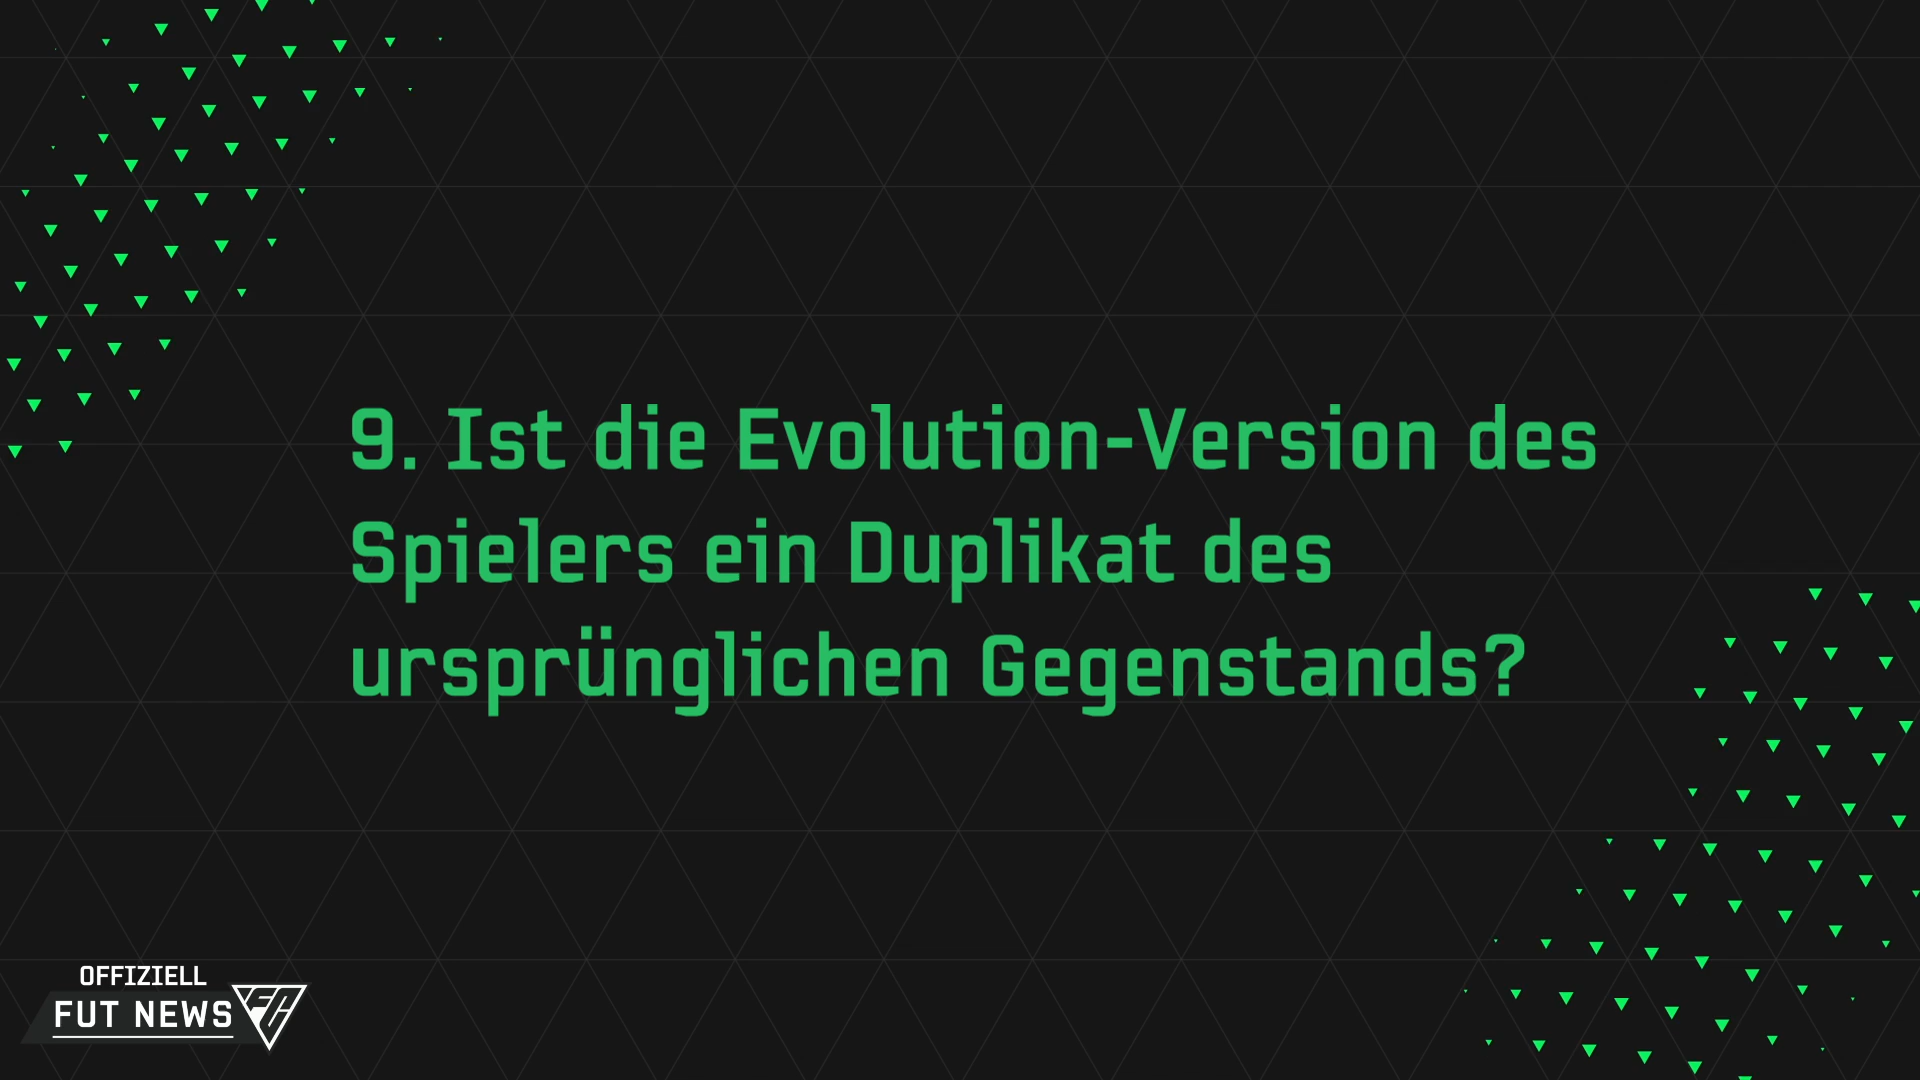 9. Ist die Evolution-Version des
Spielers ein Duplikat des
ursprünglichen Gegenstands?
OFFIZIELL
FUT NEWS